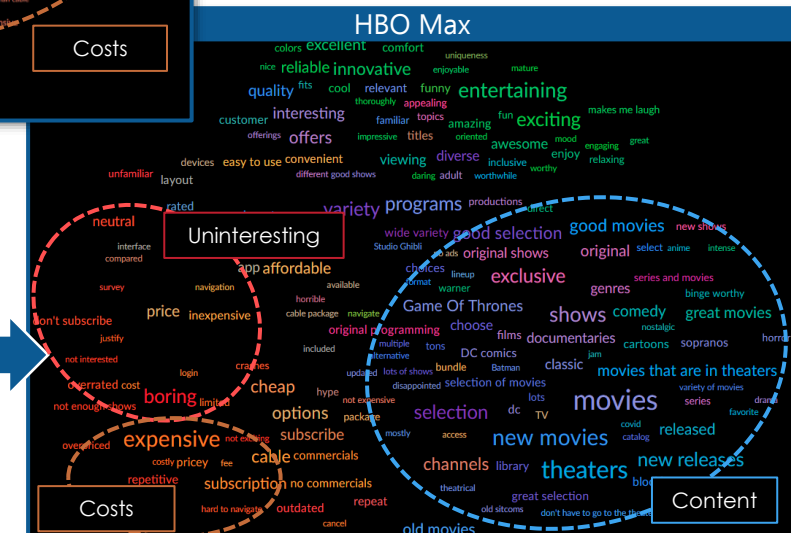 Costs
HBO Max
colors excellent comfort
uniqueness
nice reliable innovative enjoyable mature
quality fits cool relevant funny entertaining
thoroughly appealing
customer interesting familiar topics amazing fun exciting makes me laugh
offerings offers impressive titles oriented awesome mood engaging great
devices easy to use convenient viewing diverse inclusive enjoy relaxing
unfamiliar layout different good shows daring adult worthwhile worthy
rated variety programs productions direct
neutral Uninteresting wide variety good selection good movies new shows
interface Studio Ghibli no ads original shows original select anime intense
compared app affordable choices lineup exclusive series and movies
survey navigation available format warner genres binge worthy
horrible
price inexpensive cable package navigate Game Of Thrones shows comedy great movies
don't subscribe original programming choose nostalgic
justify included multiple tons films documentaries cartoons sopranos horror
not interested alternative DC comics jam
login crashes updated lots of shows bundle Batman classic movies that are in theaters
overrated cost cheap hype disappointed selection of movies variety of movies
not enough shows boring limited not expensive lots movies series drama
options package selection dc TV favorite
overpriced expensive not exciting subscribe mostly access new movies covid catalog released
costly pricey fee cable commercials channels library theaters new releases
repetitive subscription no commercials theatrical
Costs repeat great selection Content
hard to navigate outdated old sitcoms don't have to go to the
cancel old movies